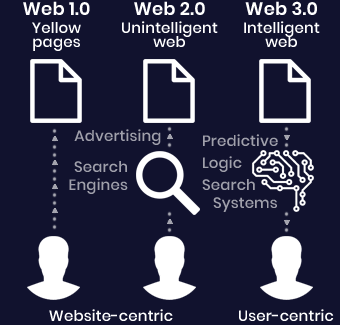 Web 1.0
Yellow
pages
Web 2.0
Unintelligent
web
Web 3.0
Intelligent
web
Advertising
Search
Engines
Predictive
Logic
Search
Systems
Website-centric
User-centric